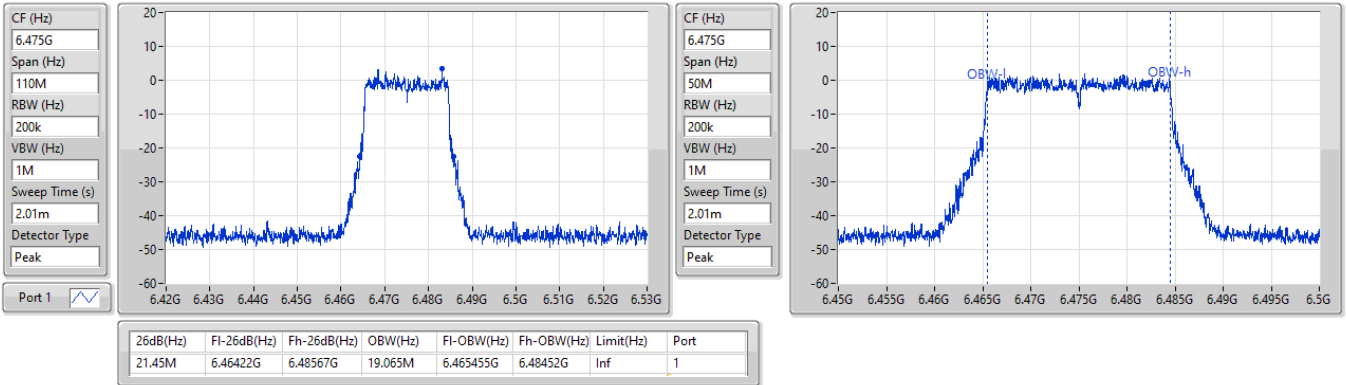 CF (Hz)
6.475G
Span (Hz)
110M
RBW (Hz)
200k
VBW (Hz)
1M
Sweep Time (s)
2.01m
Detector Type
Peak
Port 1
20
10
0
-10
-20
-30
-40
-50
-60
6.42G 6.43G 6.44G 6.45G 6.46G 6.47G 6.48G 6.49G 6.5G 6.51G 6.52G 6.53G
CF (Hz)
6.475G
Span (Hz)
50M
RBW (Hz)
200k
VBW (Hz)
1M
Sweep Time (s)
2.01m
Detector Type
Peak
20
10
0
-10
-20
-30
-40
-50
-60
OBW-l OBW-h
6.45G 6.455G 6.46G 6.465G 6.47G 6.475G 6.48G 6.485G 6.49G 6.495G 6.5G
26dB(Hz) Fl-26dB(Hz) Fh-26dB(Hz) OBW(Hz) Fl-OBW(Hz) Fh-OBW(Hz) Limit(Hz) Port
21.45M 6.46422G 6.48567G 19.065M 6.465455G 6.48452G Inf 1